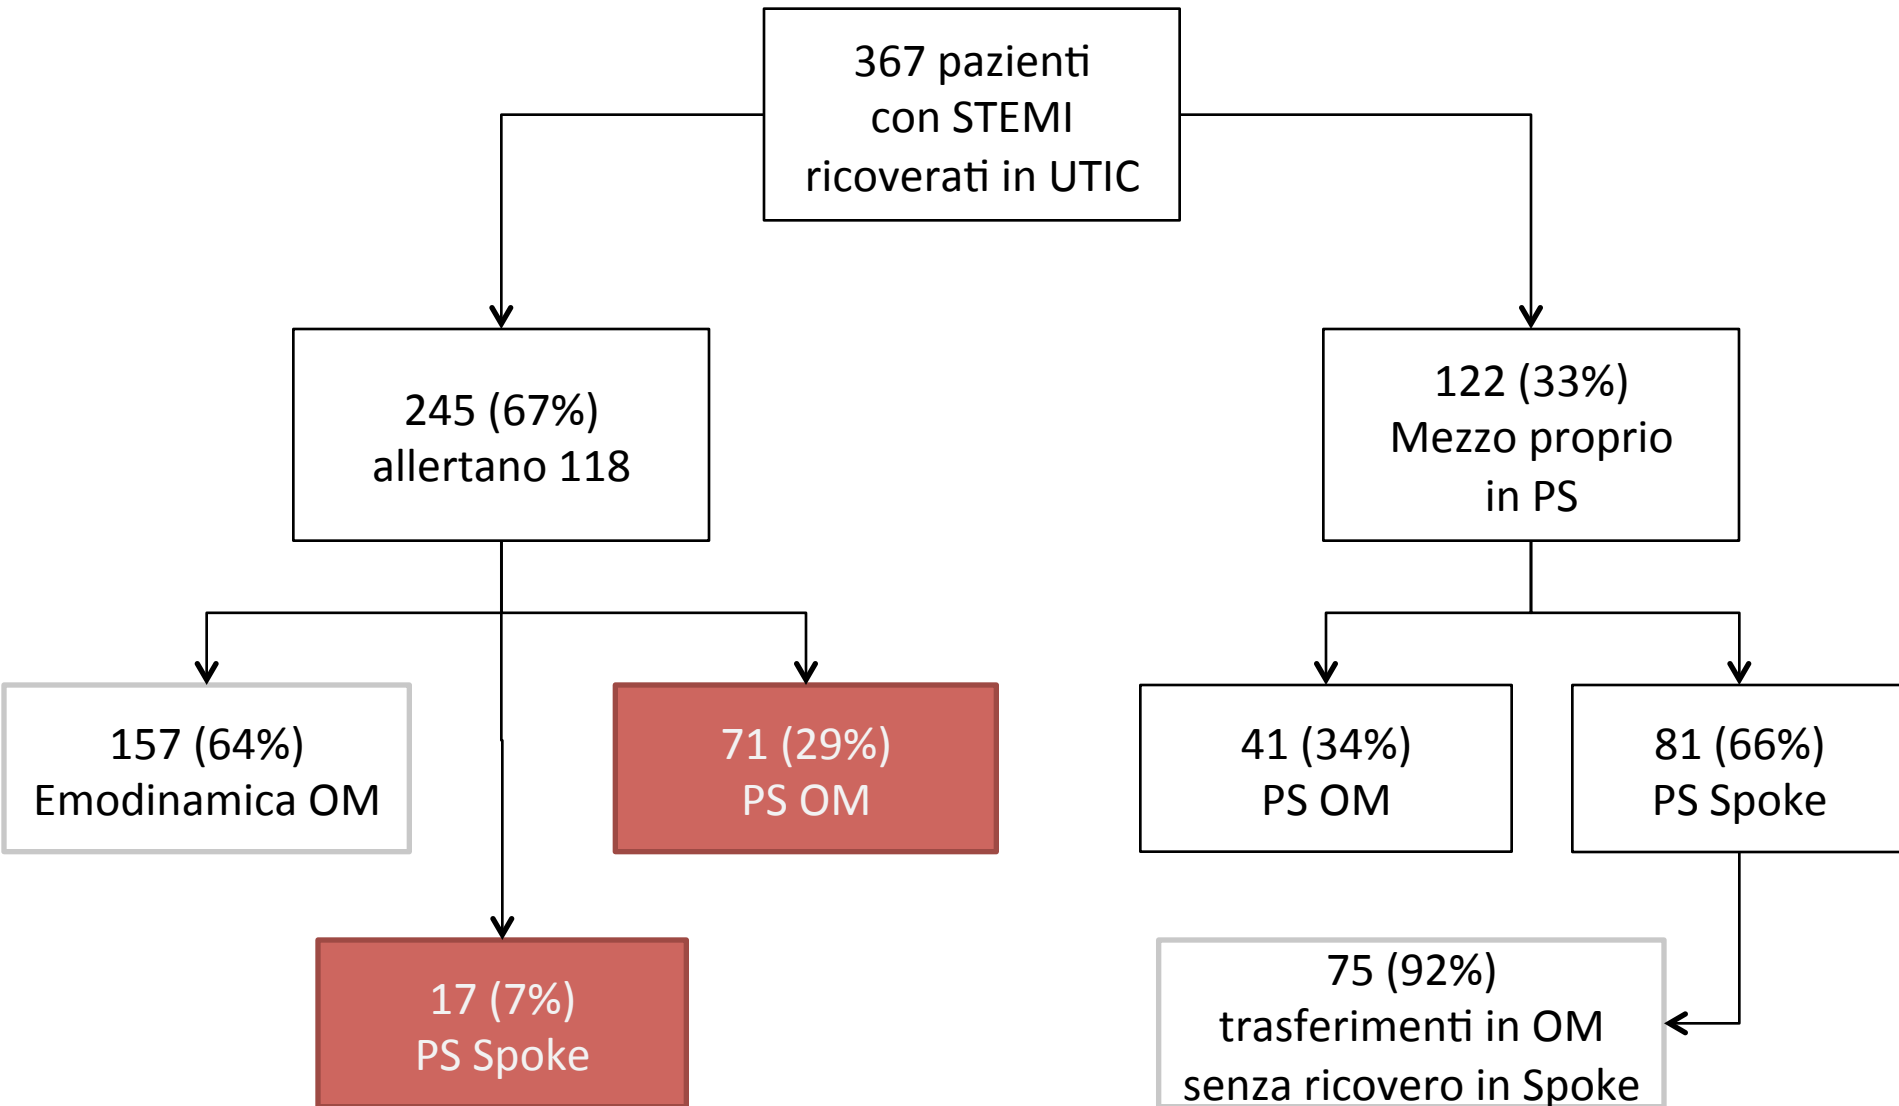 367 pazienti
con STEMI
ricoverati in UTIC
245 (67%)
allertano 118
122 (33%)
Mezzo proprio
in PS
157 (64%)
Emodinamica OM
71 (29%)
PS OM
41 (34%)
PS OM
81 (66%)
PS Spoke
17 (7%)
PS Spoke
75 (92%)
trasferimenti in OM
senza ricovero in Spoke